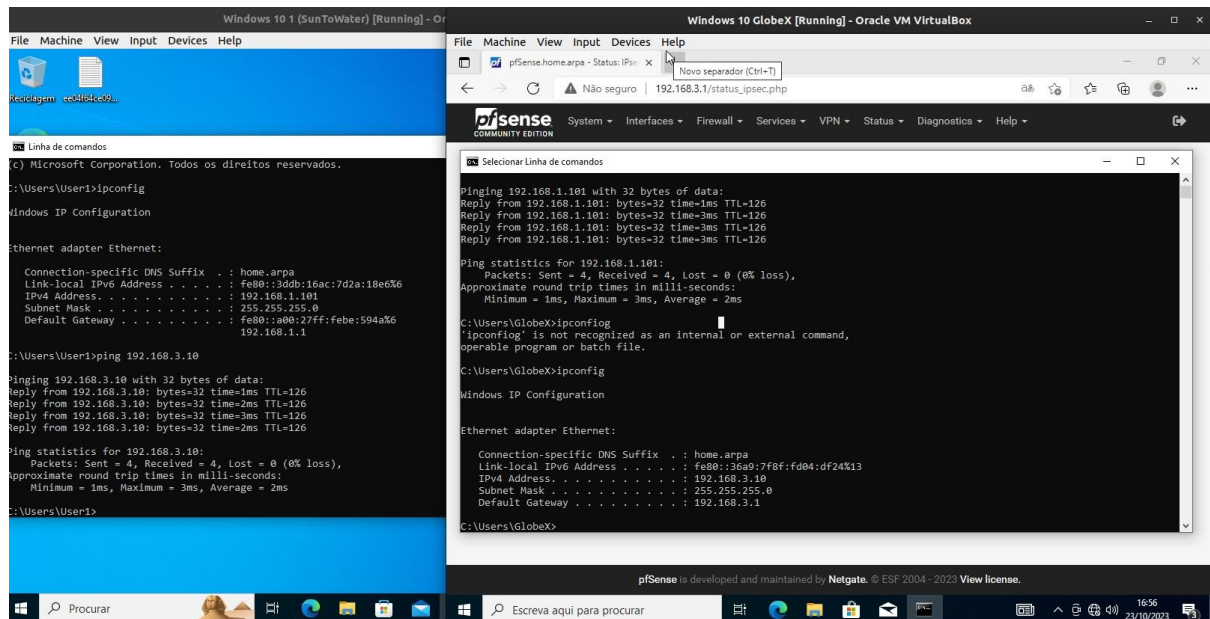 Windows 10 1 (SunToWater) [Running] - Or
File Machine View Input Devices Help
Reciclagem ee04f64ce09...
Linha de comandos
(c) Microsoft Corporation. Todos os direitos reservados.
C:\Users\User1>ipconfig
Windows IP Configuration
Ethernet adapter Ethernet:
Connection-specific DNS Suffix . : home.arpa
Link-local IPv6 Address . . . . . : fe80::3ddb:16ac:7d2a:18e6%6
IPv4 Address. . . . . . . . . . . : 192.168.1.101
Subnet Mask . . . . . . . . . . . : 255.255.255.0
Default Gateway . . . . . . . . . : fe80::a00:27ff:febe:594a%6
192.168.1.1
C:\Users\User1>ping 192.168.3.10
Pinging 192.168.3.10 with 32 bytes of data:
Reply from 192.168.3.10: bytes=32 time=1ms TTL=126
Reply from 192.168.3.10: bytes=32 time=2ms TTL=126
Reply from 192.168.3.10: bytes=32 time=3ms TTL=126
Reply from 192.168.3.10: bytes=32 time=2ms TTL=126
Ping statistics for 192.168.3.10:
Packets: Sent = 4, Received = 4, Lost = 0 (0% loss),
Approximate round trip times in milli-seconds:
Minimum = 1ms, Maximum = 3ms, Average = 2ms
C:\Users\User1>
Procurar
Windows 10 GlobeX [Running] - Oracle VM VirtualBox
File Machine View Input Devices Help
pfSense.home.arpa - Status: IPse
Novo separador (Ctrl+T)
Não seguro | 192.168.3.1/status_ipsec.php
pfsense
COMMUNITY EDITION
System Interfaces Firewall Services VPN Status Diagnostics Help
Selecionar Linha de comandos
Pinging 192.168.1.101 with 32 bytes of data:
Reply from 192.168.1.101: bytes=32 time=1ms TTL=126
Reply from 192.168.1.101: bytes=32 time=3ms TTL=126
Reply from 192.168.1.101: bytes=32 time=3ms TTL=126
Reply from 192.168.1.101: bytes=32 time=3ms TTL=126
Ping statistics for 192.168.1.101:
Packets: Sent = 4, Received = 4, Lost = 0 (0% loss),
Approximate round trip times in milli-seconds:
Minimum = 1ms, Maximum = 3ms, Average = 2ms
C:\Users\GlobeX>ipconfiog
'ipconfiog' is not recognized as an internal or external command,
operable program or batch file.
C:\Users\GlobeX>ipconfig
Windows IP Configuration
Ethernet adapter Ethernet:
Connection-specific DNS Suffix . : home.arpa
Link-local IPv6 Address . . . . . : fe80::36a9:7f8f:fd04:df24%13
IPv4 Address. . . . . . . . . . . : 192.168.3.10
Subnet Mask . . . . . . . . . . . : 255.255.255.0
Default Gateway . . . . . . . . . : 192.168.3.1
C:\Users\GlobeX>
pfSense is developed and maintained by Netgate. © ESF 2004 - 2023 View license.
Escreva aqui para procurar
16:56
23/10/2023